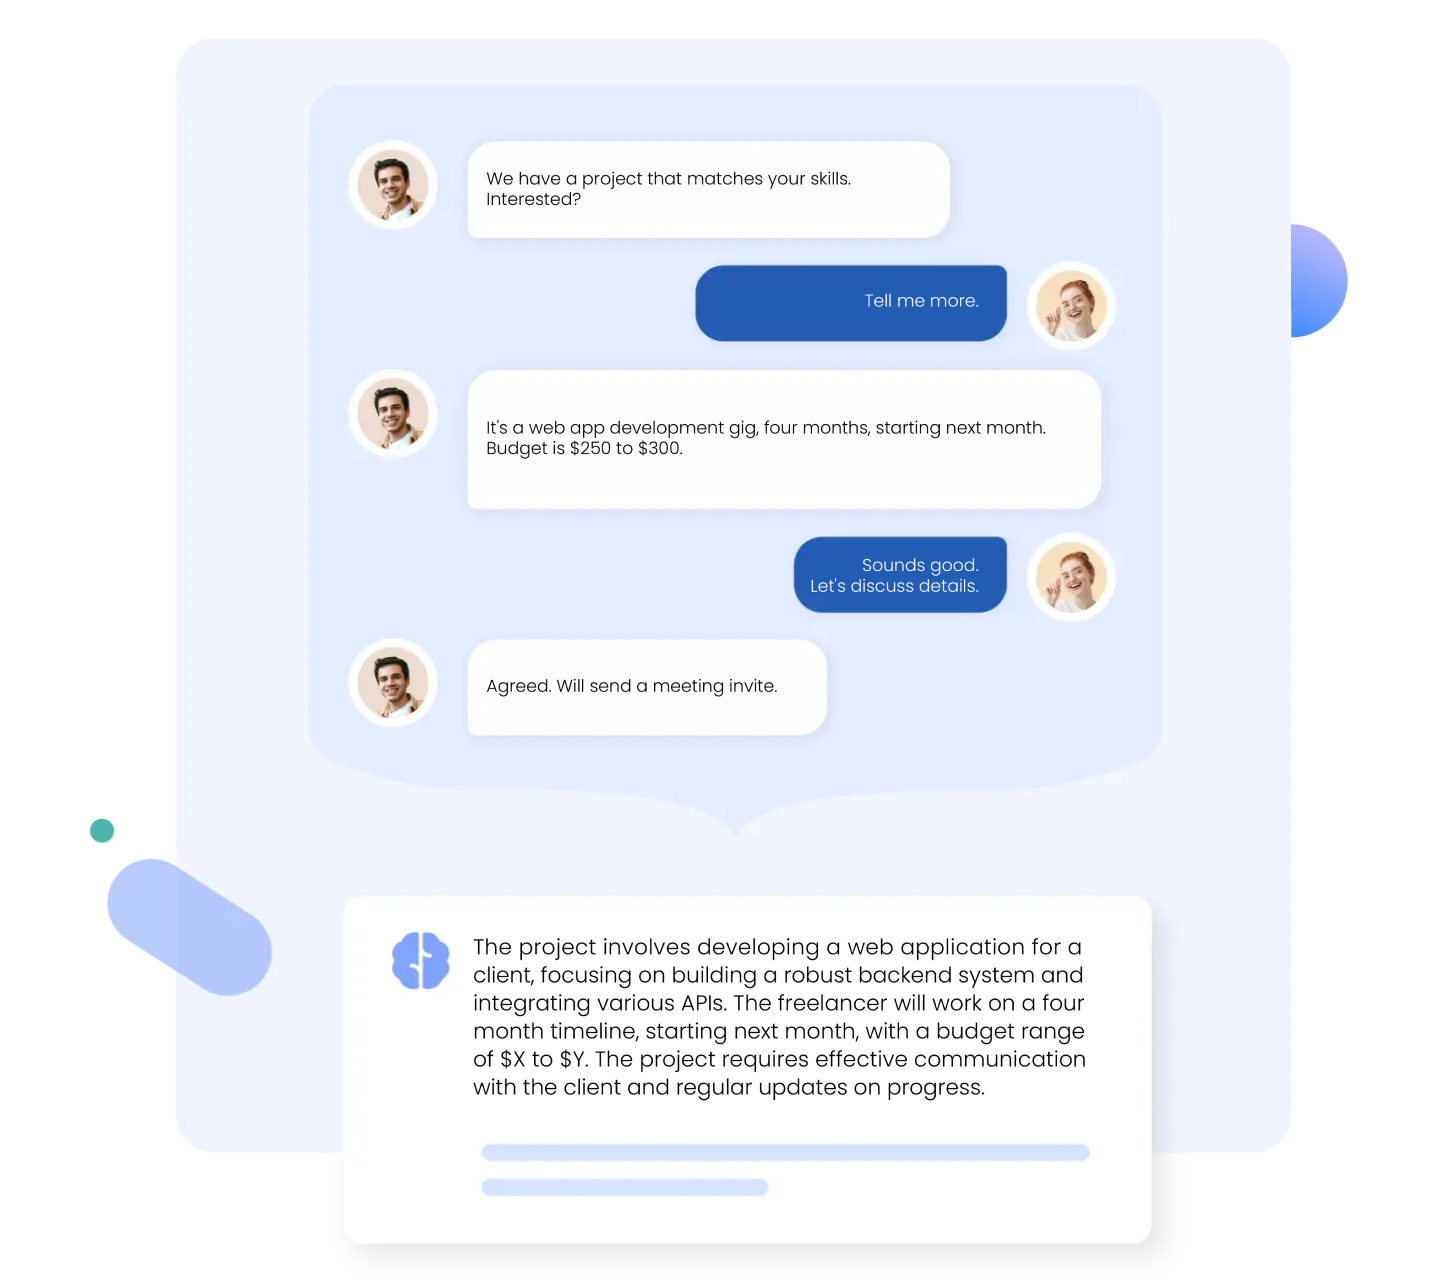 We have a project that matches your skills.
Interested?
Tell me more.
It's a web app development gig, four months, starting next month.
Budget is $250 to $300.
Sounds good.
Let's discuss details.
Agreed. Will send a meeting invite.
The project involves developing a web application for a
client, focusing on building a robust backend system and
integrating various APIs. The freelancer will work on a four
month timeline, starting next month, with a budget range
of $X to $Y. The project requires effective communication
with the client and regular updates on progress.